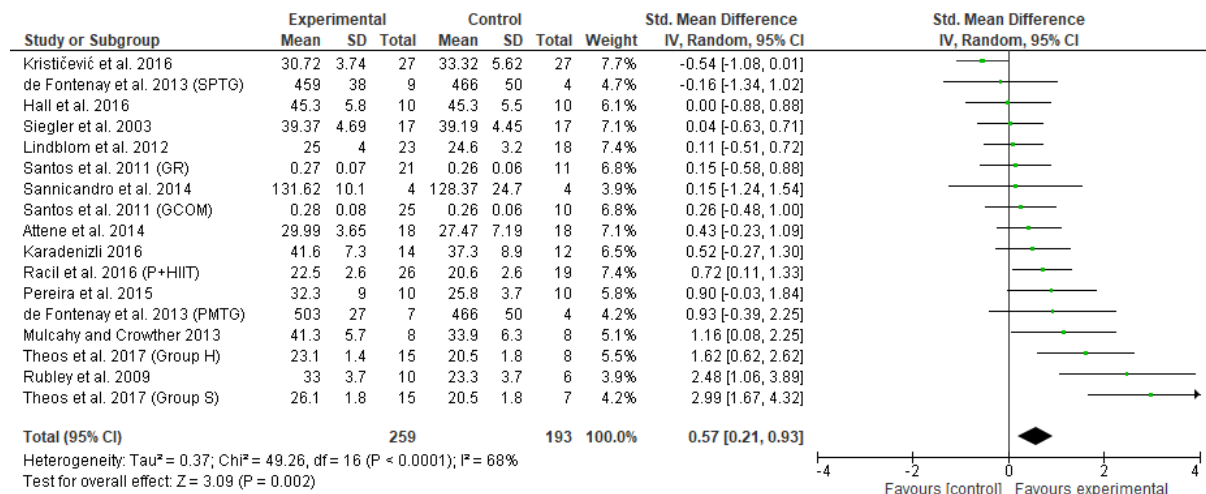 Experimental Control Std. Mean Difference Std. Mean Difference
Study or Subgroup Mean SD Total Mean SD Total Weight IV, Random, 95% CI IV, Random, 95% CI
Krističević et al. 2016 30.72 3.74 27 33.32 5.62 27 7.7% -0.54 [-1.08, 0.01]
de Fontenay et al. 2013 (SPTG) 459 38 9 466 50 4 4.7% -0.16 [-1.34, 1.02]
Hall et al. 2016 45.3 5.8 10 45.3 5.5 10 6.1% 0.00 [-0.88, 0.88]
Siegler et al. 2003 39.37 4.69 17 39.19 4.45 17 7.1% 0.04 [-0.63, 0.71]
Lindblom et al. 2012 25 4 23 24.6 3.2 18 7.4% 0.11 [-0.51, 0.72]
Santos et al. 2011 (GR) 0.27 0.07 21 0.26 0.06 11 6.8% 0.15 [-0.58, 0.88]
Sannicandro et al. 2014 131.62 10.1 4 128.37 24.7 4 3.9% 0.15 [-1.24, 1.54]
Santos et al. 2011 (GCOM) 0.28 0.08 25 0.26 0.06 10 6.8% 0.26 [-0.48, 1.00]
Attene et al. 2014 29.99 3.65 18 27.47 7.19 18 7.2% 0.43 [-0.23, 1.09]
Karadenizli 2016 41.6 7.3 14 37.3 8.9 12 6.6% 0.52 [-0.27, 1.30]
Racil et al. 2016 (P+HIIT) 22.5 2.6 26 20.6 2.6 19 7.4% 0.72 [0.11, 1.33]
Pereira et al. 2015 32.3 9 10 25.8 3.7 10 5.8% 0.90 [-0.03, 1.84]
de Fontenay et al. 2013 (PMTG) 503 27 7 466 50 4 4.2% 0.93 [-0.39, 2.25]
Mulcahy and Crowther 2013 41.3 5.7 8 33.9 6.3 8 5.1% 1.16 [0.08, 2.25]
Theos et al. 2017 (Group H) 23.1 1.4 15 20.5 1.8 8 5.5% 1.62 [0.62, 2.62]
Rubley et al. 2009 33 3.7 10 23.3 3.7 6 3.9% 2.48 [1.06, 3.89]
Theos et al. 2017 (Group S) 26.1 1.8 15 20.5 1.8 7 4.2% 2.99 [1.67, 4.32]
Total (95% CI) 259 193 100.0% 0.57 [0.21, 0.93]
Heterogeneity: Tau² = 0.37; Chi² = 49.26, df = 16 (P < 0.0001); I² = 68%
Test for overall effect: Z = 3.09 (P = 0.002)
-4 -2 0 2 4
Favours [control] Favours experimental